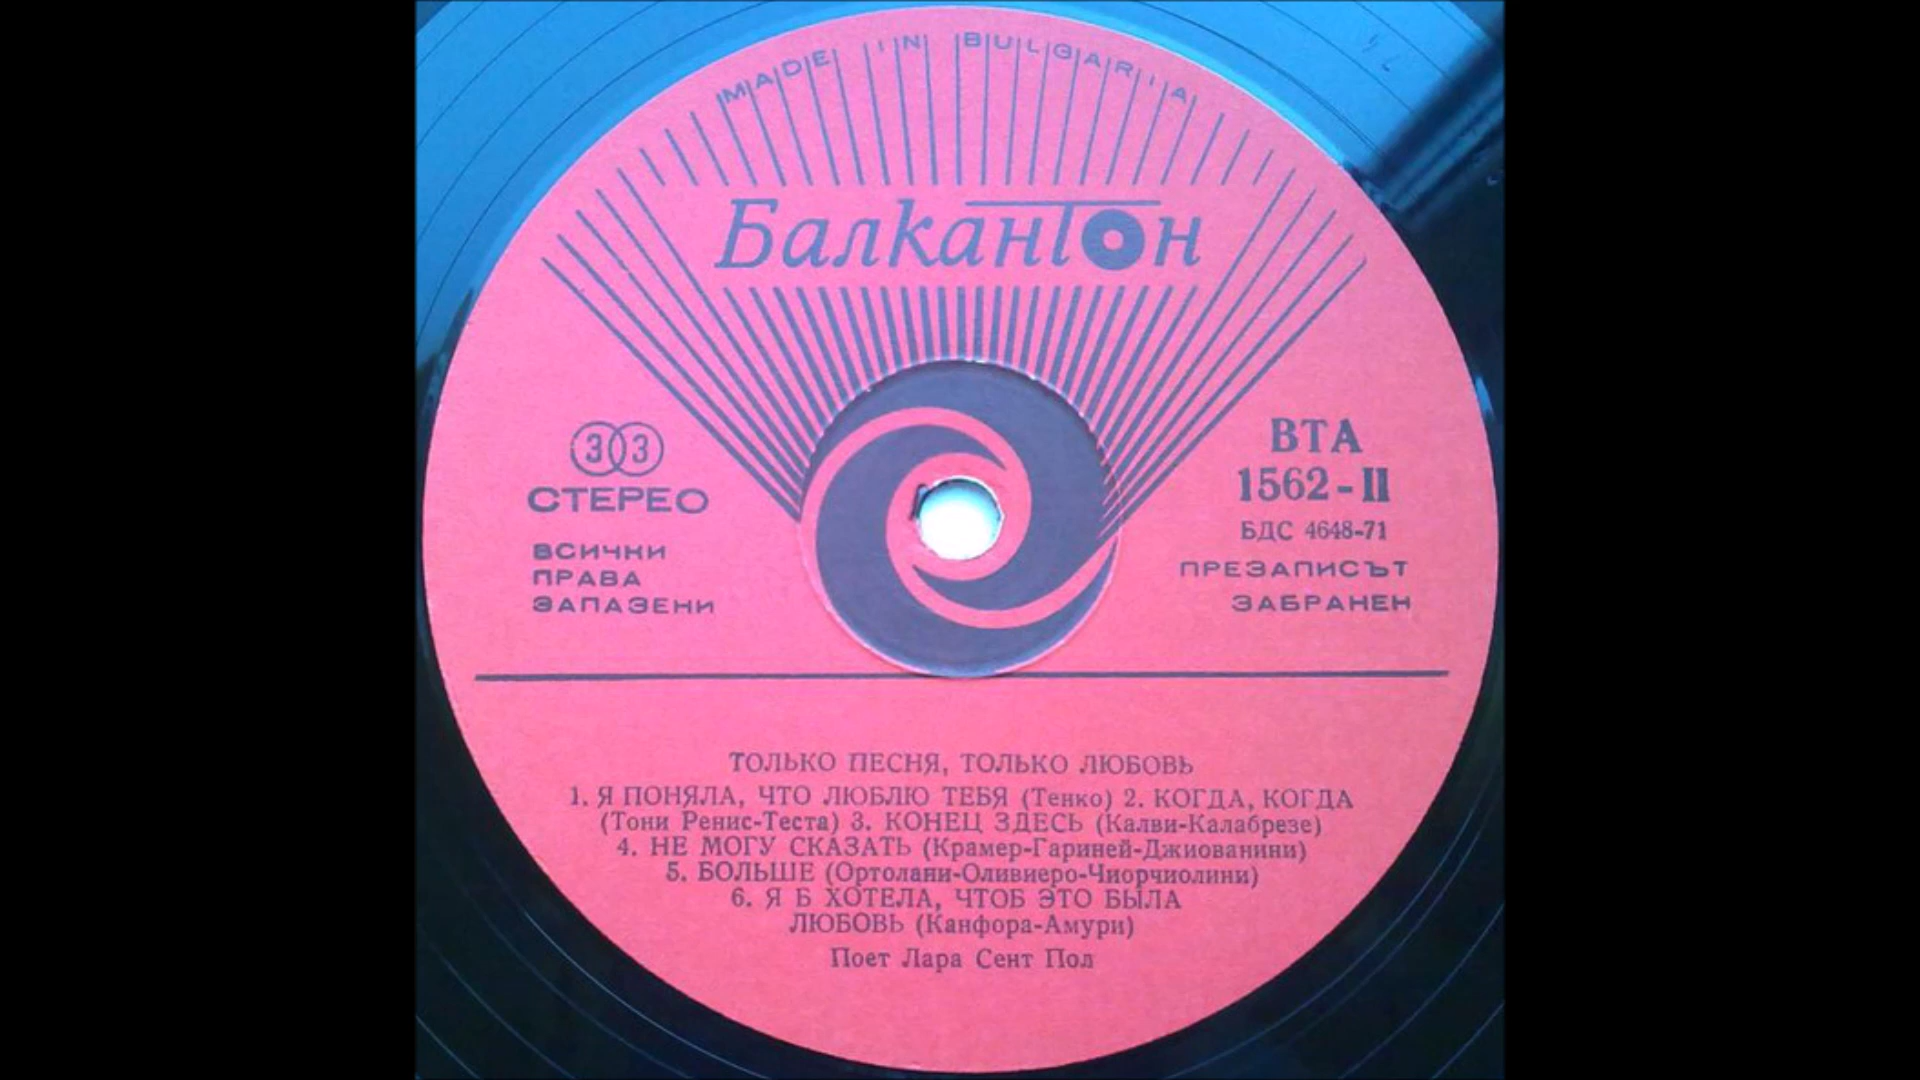 MADE IN BULGARIA
Балкантон
33
СТЕРЕО
ВСИЧКИ
ПРАВА
ЗАПАЗЕНИ
ВТА
1562-II
БДС 4648-71
ПРЕЗАПИСЪТ
ЗАБРАНЕН
ТОЛЬКО ПЕСНЯ, ТОЛЬКО ЛЮБОВЬ
1. Я ПОНЯЛА, ЧТО ЛЮБЛЮ ТЕБЯ (Тенко) 2. КОГДА, КОГДА
(Тони Ренис-Теста) 3. КОНЕЦ ЗДЕСЬ (Калви-Калабрезе)
4. НЕ МОГУ СКАЗАТЬ (Крамер-Гариней-Джиованини)
5. БОЛЬШЕ (Ортолани-Оливиеро-Чиорчиолини)
6. Я Б ХОТЕЛА, ЧТОБ ЭТО БЫЛА
ЛЮБОВЬ (Канфора-Амури)
Поет Лара Сент Пол